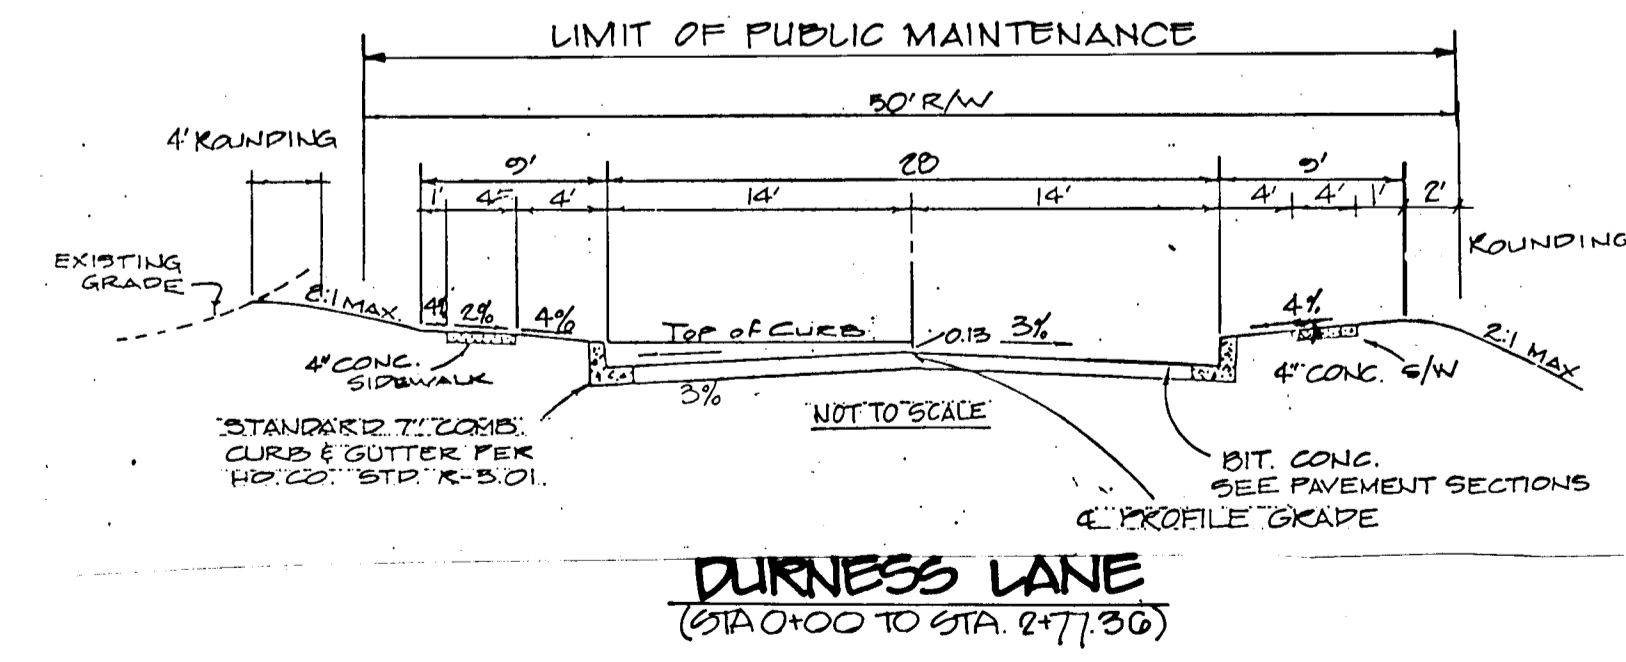 LIMIT OF PUBLIC MAINTENANCE
50' R/W
4' ROUNDING
9' 28 9'
1' 4' 4' 14' 14' 4' 4' 1' 2'
ROUNDING
EXISTING
GRADE
2:1 MAX.
2% 4%
TOP OF CURB
0.13 3%
4%
2:1 MAX
4" CONC.
SIDEWALK
3%
4" CONC. S/W
NOT TO SCALE
STANDARD 7" COMB.
CURB & GUTTER PER
HO.CO. STD. R-3.01.
BIT. CONC.
SEE PAVEMENT SECTIONS
℄ PROFILE GRADE
DURNESS LANE
(STA 0+00 TO STA. 2+77.36)